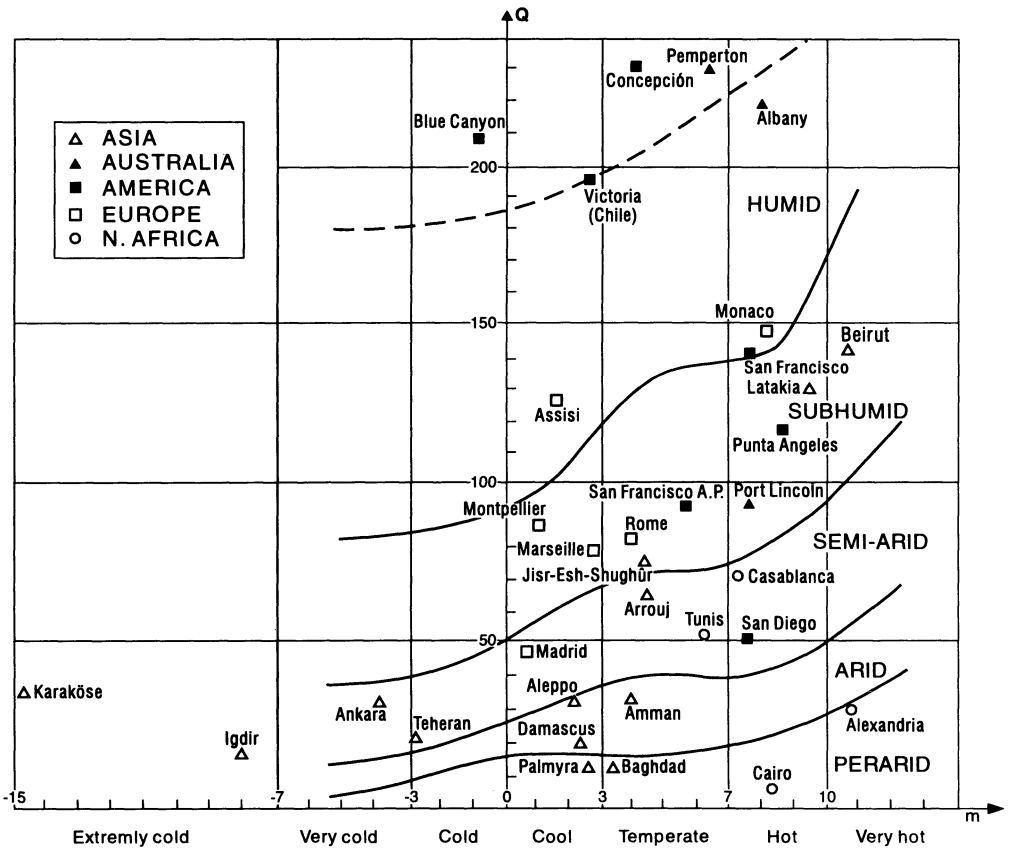 Q
Pemperton
Concepción
Albany
Blue Canyon
ASIA
AUSTRALIA
AMERICA
EUROPE
N. AFRICA
200
Victoria
(Chile)
HUMID
Monaco
150
Beirut
San Francisco
Latakia
SUBHUMID
Assisi
Punta Angeles
100
San Francisco A.P.
Port Lincoln
Montpellier
Rome
Marseille
SEMI-ARID
Jisr-Esh-Shughûr
Casablanca
Arrouj
Tunis
San Diego
50
Madrid
Karaköse
Aleppo
ARID
Ankara
Teheran
Amman
Damascus
Alexandria
Igdir
Palmyra
Baghdad
Cairo
PERARID
-15 -7 -3 0 3 7 10
m
Extremly cold Very cold Cold Cool Temperate Hot Very hot